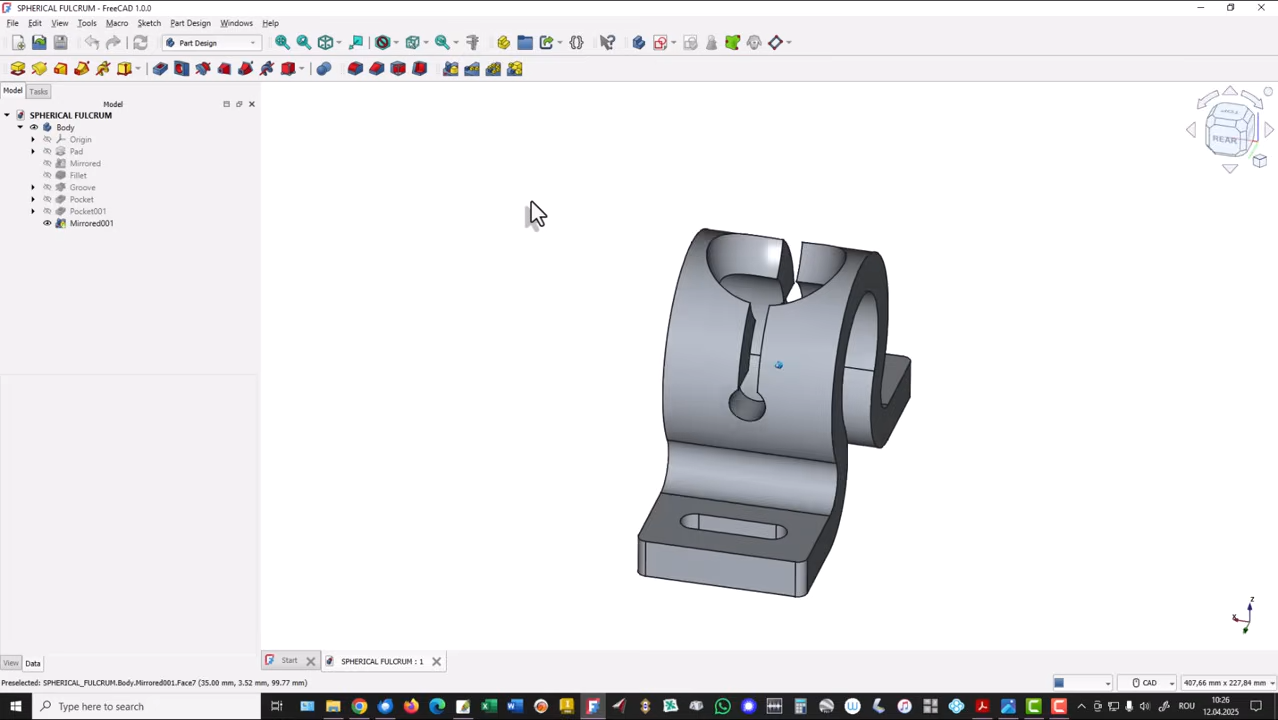 SPHERICAL FULCRUM - FreeCAD 1.0.0
File Edit View Tools Macro Sketch Part Design Windows Help
Part Design
Model Tasks
Model
SPHERICAL FULCRUM
Body
Origin
Pad
Mirrored
Fillet
Groove
Pocket
Pocket001
Mirrored001
REAR
Z
View Data
Start SPHERICAL FULCRUM : 1
Preselected: SPHERICAL_FULCRUM.Body.Mirrored001.Face7 (35.00 mm, 3.52 mm, 99.77 mm)
CAD 407,66 mm x 227,84 mm
Type here to search
ROU
10:26
12.04.2025